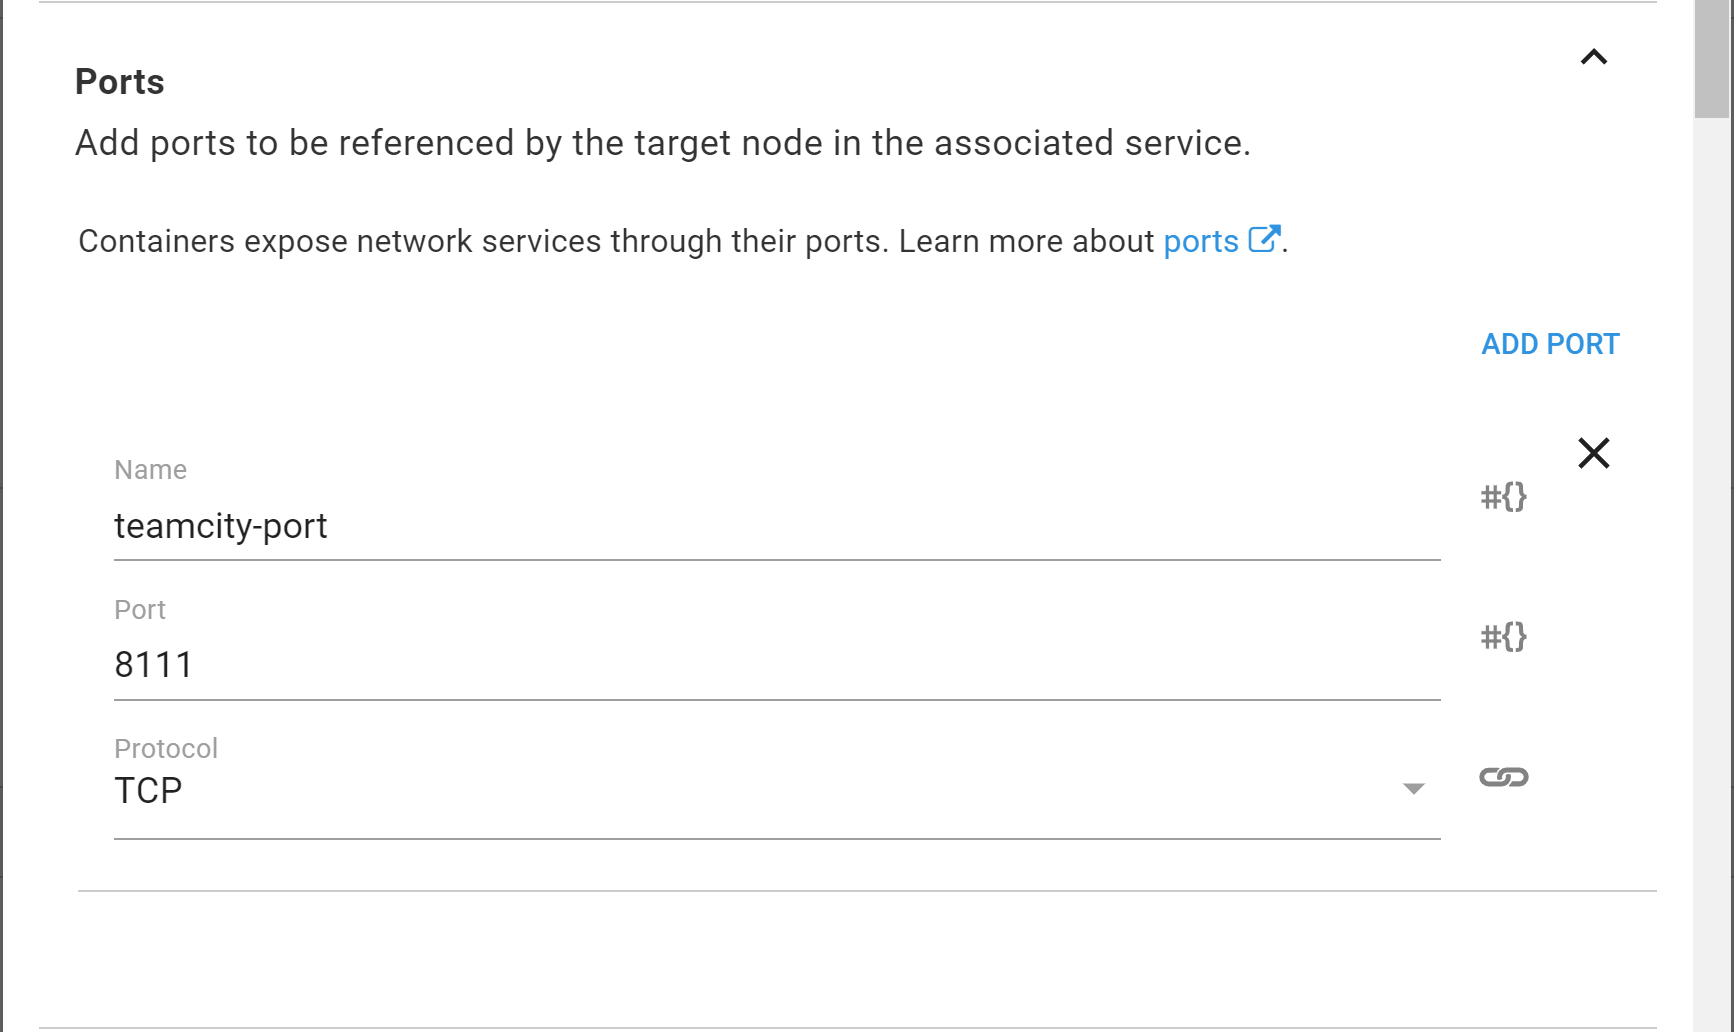 Ports
Add ports to be referenced by the target node in the associated service.
Containers expose network services through their ports. Learn more about ports.
ADD PORT
Name
teamcity-port
#{}
Port
8111
#{}
Protocol
TCP